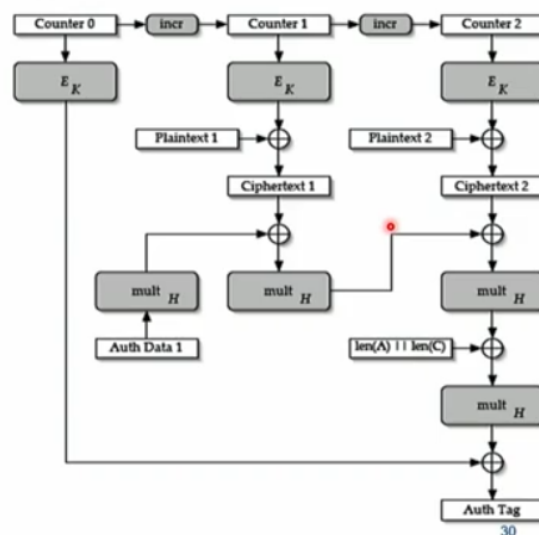 Counter 0 incr Counter 1 incr Counter 2
E K E K E K
Plaintext 1 Plaintext 2
Ciphertext 1 Ciphertext 2
mult H mult H mult H
Auth Data 1 len(A) || len(C)
mult H
Auth Tag
30